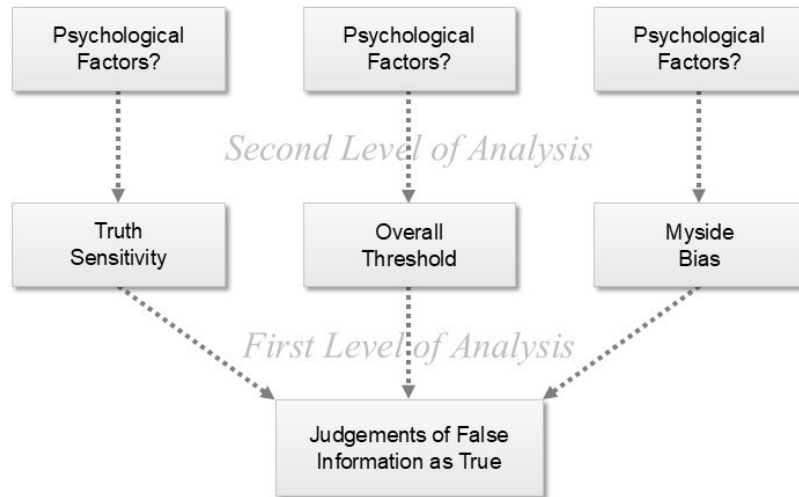 Psychological
Factors?
Psychological
Factors?
Psychological
Factors?
Second Level of Analysis
Truth
Sensitivity
Overall
Threshold
Myside
Bias
First Level of Analysis
Judgements of False
Information as True